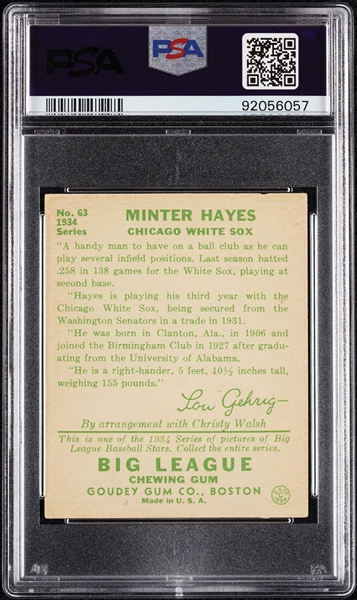 PSA
PSA
92056057
No. 63
1934
Series
MINTER HAYES
CHICAGO WHITE SOX
"A handy man to have on a ball club as he can
play several infield positions. Last season batted
.258 in 138 games for the White Sox, playing at
second base.
"Hayes is playing his third year with the
Chicago White Sox, being secured from the
Washington Senators in a trade in 1931.
"He was born in Clanton, Ala., in 1906 and
joined the Birmingham Club in 1927 after gradu-
ating from the University of Alabama.
"He is a right-hander, 5 feet, 40½ inches tall,
weighing 155 pounds."
Lou Gehrig
By arrangement with Christy Walsh
This is one of the 1934 Series of pictures of Big
League Baseball Stars. Collect the entire series.
BIG LEAGUE
CHEWING GUM
GOUDEY GUM CO., BOSTON
Made in U. S. A.